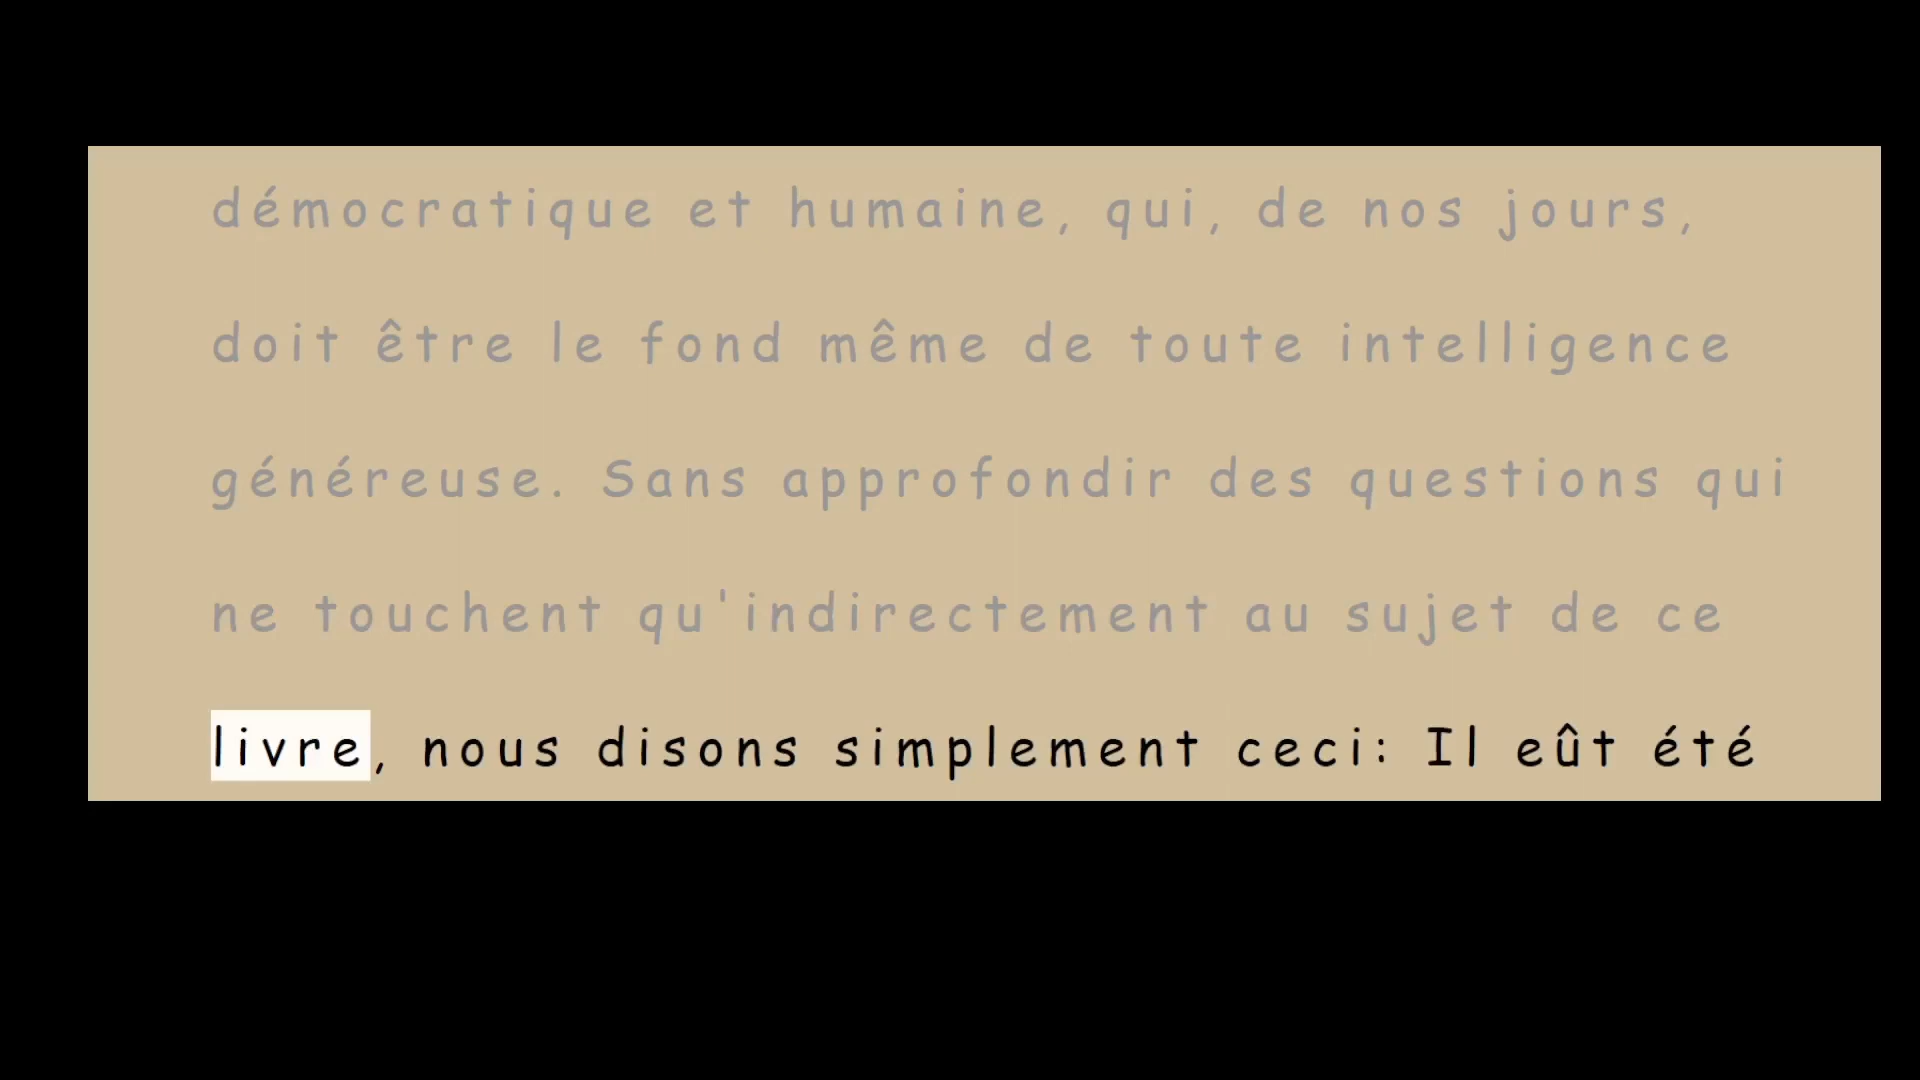 démocratique et humaine, qui, de nos jours,
doit être le fond même de toute intelligence
généreuse. Sans approfondir des questions qui
ne touchent qu'indirectement au sujet de ce
livre, nous disons simplement ceci: Il eût été